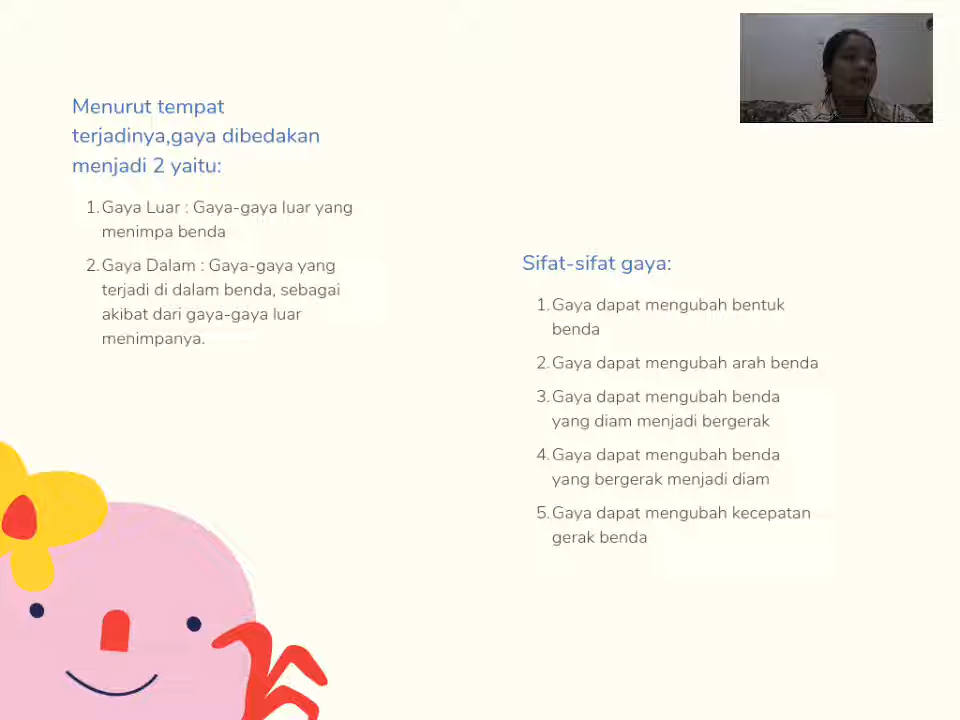 Menurut tempat
terjadinya,gaya dibedakan
menjadi 2 yaitu:
1. Gaya Luar : Gaya-gaya luar yang
menimpa benda
2. Gaya Dalam : Gaya-gaya yang
terjadi di dalam benda, sebagai
akibat dari gaya-gaya luar
menimpanya.
Sifat-sifat gaya:
1. Gaya dapat mengubah bentuk
benda
2. Gaya dapat mengubah arah benda
3. Gaya dapat mengubah benda
yang diam menjadi bergerak
4. Gaya dapat mengubah benda
yang bergerak menjadi diam
5. Gaya dapat mengubah kecepatan
gerak benda